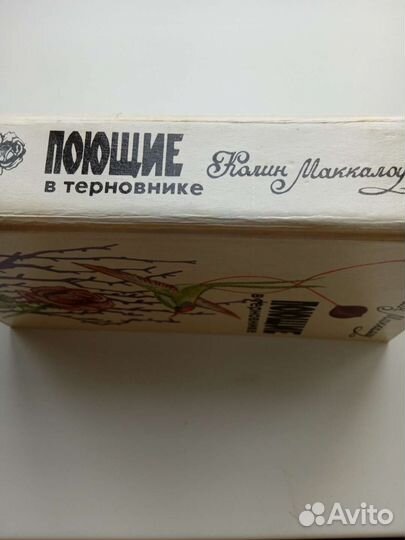 ПОЮЩИЕ
в терновнике
Колин Маккалоу
ПОЮЩИЕ
в терновнике
Avito